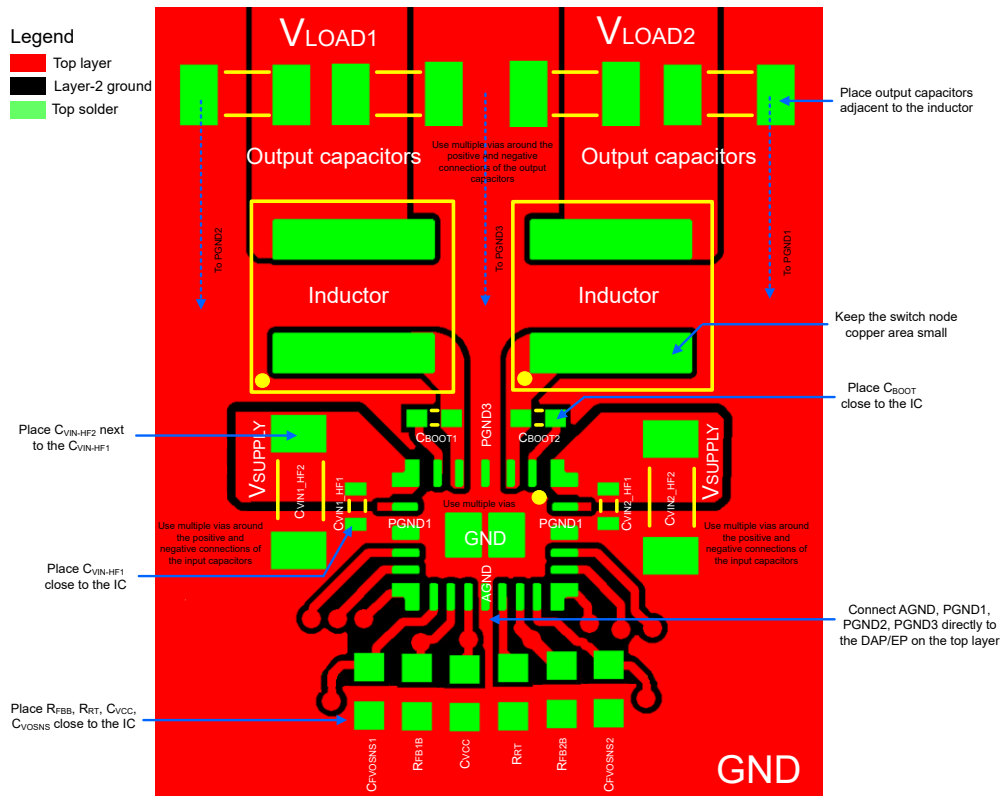 Legend
Top layer
Layer-2 ground
Top solder
VLOAD1
VLOAD2
Place output capacitors
adjacent to the inductor
Use multiple vias around the
positive and negative
connections of the output
capacitors
Output capacitors
Output capacitors
To PGND2
To PGND3
To PGND1
Inductor
Inductor
Keep the switch node
copper area small
Place CBOOT
close to the IC
PGND3
CBOOT1
CBOOT2
Place CVIN-HF2 next
to the CVIN-HF1
VSUPPLY
CVIN1_HF2
CVIN1_HF1
CVIN2_HF1
CVIN2_HF2
VSUPPLY
Use multiple vias
PGND1
PGND1
GND
Use multiple vias around
the positive and
negative connections of
the input capacitors
Use multiple vias around
the positive and
negative connections of
the input capacitors
Place CVIN-HF1
close to the IC
AGND
Connect AGND, PGND1,
PGND2, PGND3 directly to
the DAP/EP on the top layer
Place RFBB, RRT, CVCC,
CVOSNS close to the IC
CFVOSNS1
RFB1B
CVCC
RRT
RFB2B
CFVOSNS2
GND